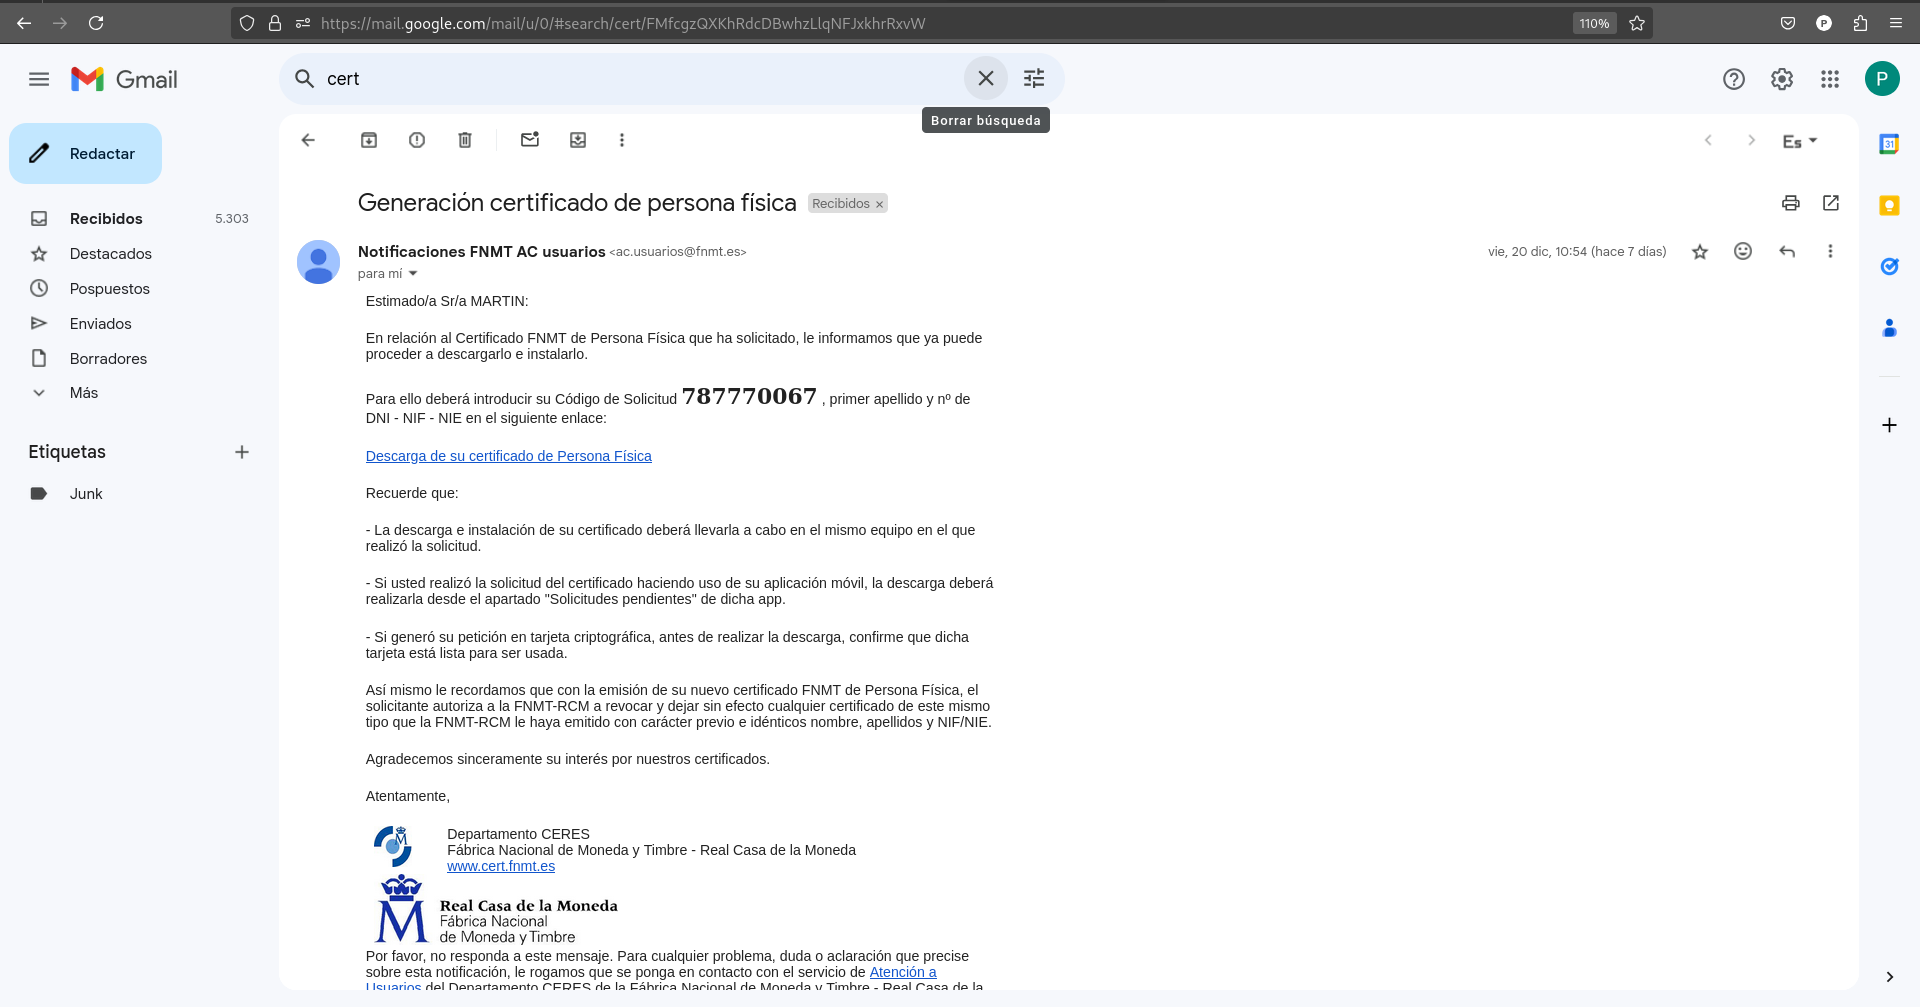 https://mail.google.com/mail/u/0/#search/cert/FMfcgzQXKhRdcDBwhzLlqNFJxkhrRxvW
110%
P
Gmail
cert
P
Borrar búsqueda
Redactar
Es
31
Generación certificado de persona física
Recibidos ×
Recibidos 5.303
Destacados
Pospuestos
Enviados
Borradores
Más
Etiquetas
Junk
Notificaciones FNMT AC usuarios <ac.usuarios@fnmt.es>
vie, 20 dic, 10:54 (hace 7 días)
para mí
Estimado/a Sr/a MARTIN:
En relación al Certificado FNMT de Persona Física que ha solicitado, le informamos que ya puede
proceder a descargarlo e instalarlo.
Para ello deberá introducir su Código de Solicitud 787770067 , primer apellido y nº de
DNI - NIF - NIE en el siguiente enlace:
Descarga de su certificado de Persona Física
Recuerde que:
- La descarga e instalación de su certificado deberá llevarla a cabo en el mismo equipo en el que
realizó la solicitud.
- Si usted realizó la solicitud del certificado haciendo uso de su aplicación móvil, la descarga deberá
realizarla desde el apartado "Solicitudes pendientes" de dicha app.
- Si generó su petición en tarjeta criptográfica, antes de realizar la descarga, confirme que dicha
tarjeta está lista para ser usada.
Así mismo le recordamos que con la emisión de su nuevo certificado FNMT de Persona Física, el
solicitante autoriza a la FNMT-RCM a revocar y dejar sin efecto cualquier certificado de este mismo
tipo que la FNMT-RCM le haya emitido con carácter previo e idénticos nombre, apellidos y NIF/NIE.
Agradecemos sinceramente su interés por nuestros certificados.
Atentamente,
M
Departamento CERES
Fábrica Nacional de Moneda y Timbre - Real Casa de la Moneda
www.cert.fnmt.es
M
Real Casa de la Moneda
Fábrica Nacional
de Moneda y Timbre
Por favor, no responda a este mensaje. Para cualquier problema, duda o aclaración que precise
sobre esta notificación, le rogamos que se ponga en contacto con el servicio de Atención a
Usuarios del Departamento CERES de la Fábrica Nacional de Moneda y Timbre - Real Casa de la